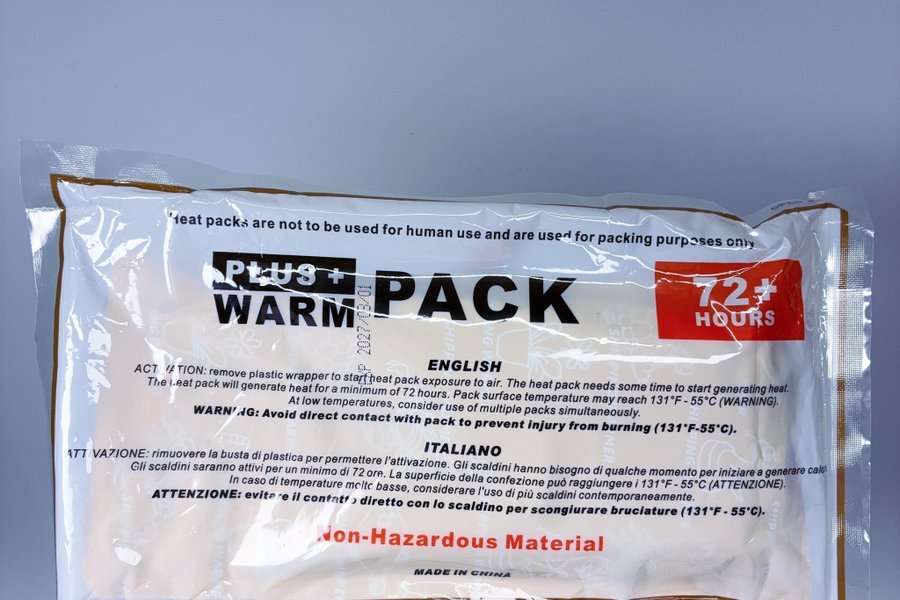 Heat packs are not to be used for human use and are used for packing purposes only
PLUS+
WARM PACK
72+
HOURS
EXP 2027/03/01
ENGLISH
ACTIVATION: remove plastic wrapper to start heat pack exposure to air. The heat pack needs some time to start generating heat.
The heat pack will generate heat for a minimum of 72 hours. Pack surface temperature may reach 131°F - 55°C (WARNING).
At low temperatures, consider use of multiple packs simultaneously.
WARNING: Avoid direct contact with pack to prevent injury from burning (131°F-55°C).
ITALIANO
ATTIVAZIONE: rimuovere la busta di plastica per permettere l'attivazione. Gli scaldini hanno bisogno di qualche momento per iniziare a generare calore
Gli scaldini saranno attivi per un minimo di 72 ore. La superficie della confezione può raggiungere i 131°F - 55°C (ATTENZIONE).
In caso di temperature molto basse, considerare l'uso di più scaldini contemporaneamente.
ATTENZIONE: evitare il contatto diretto con lo scaldino per scongiurare bruciature (131°F - 55°C).
Non-Hazardous Material
MADE IN CHINA